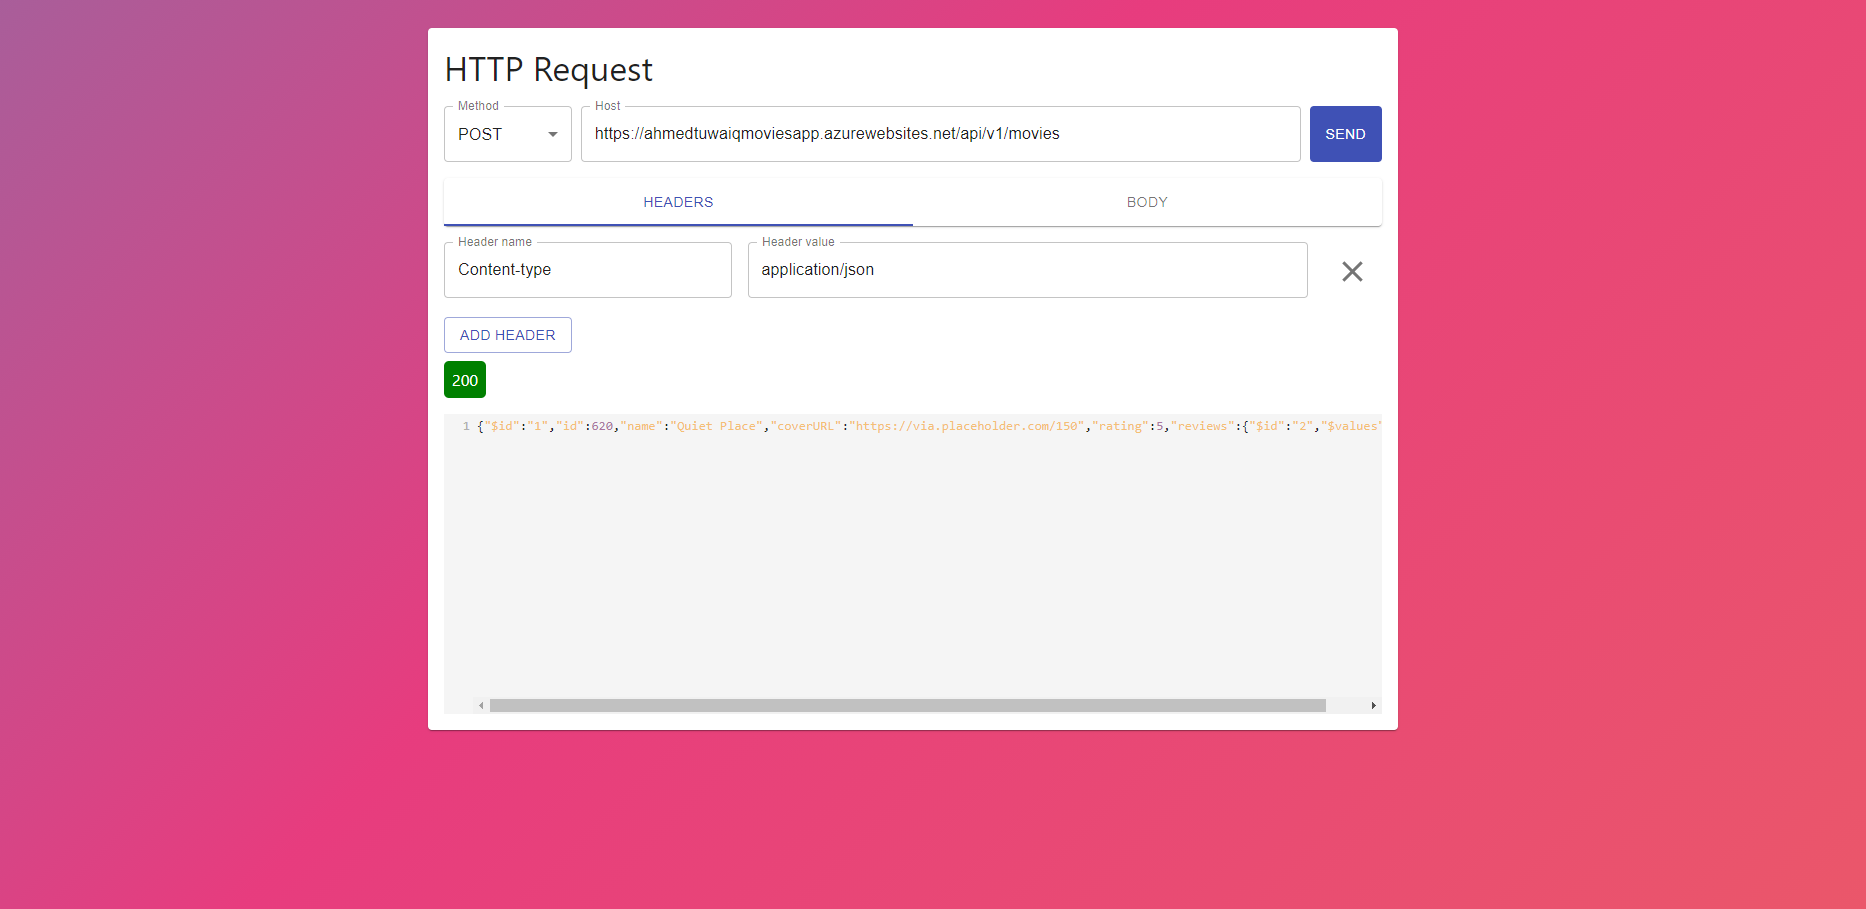 HTTP Request
Method
Host
POST
https://ahmedtuwaiqmoviesapp.azurewebsites.net/api/v1/movies
SEND
HEADERS
BODY
Header name
Header value
Content-type
application/json
ADD HEADER
200
1 {"$id":"1","id":620,"name":"Quiet Place","coverURL":"https://via.placeholder.com/150","rating":5,"reviews":{"$id":"2","$values"